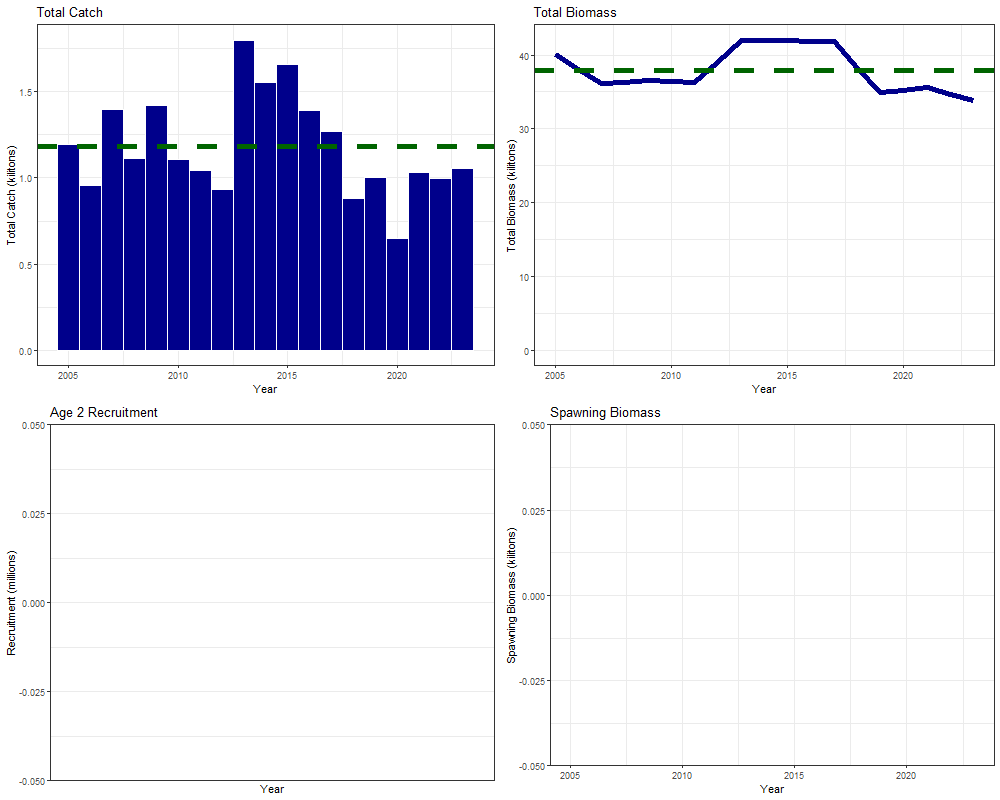 Total Catch
Total Catch (kilitons)
1.5
1.0
0.5
0.0
2005 2010 2015 2020
Year
Total Biomass
Total Biomass (kilitons)
40
30
20
10
0
2005 2010 2015 2020
Year
Age 2 Recruitment
Recruitment (millions)
0.050
0.025
0.000
-0.025
-0.050
Year
Spawning Biomass
Spawning Biomass (kilitons)
0.050
0.025
0.000
-0.025
-0.050
2005 2010 2015 2020
Year